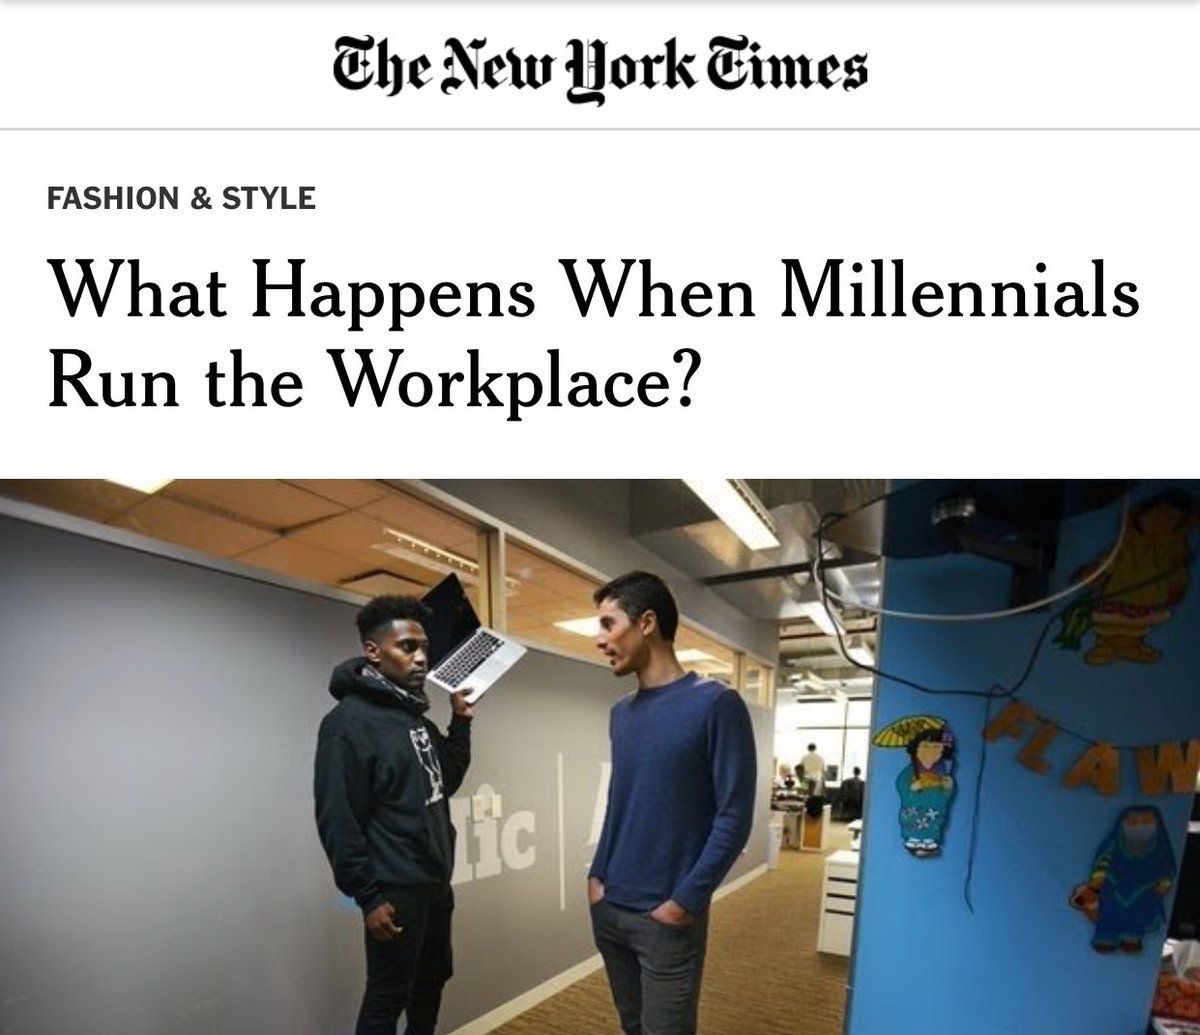 The New York Times
FASHION & STYLE
What Happens When Millennials
Run the Workplace?
FLAW